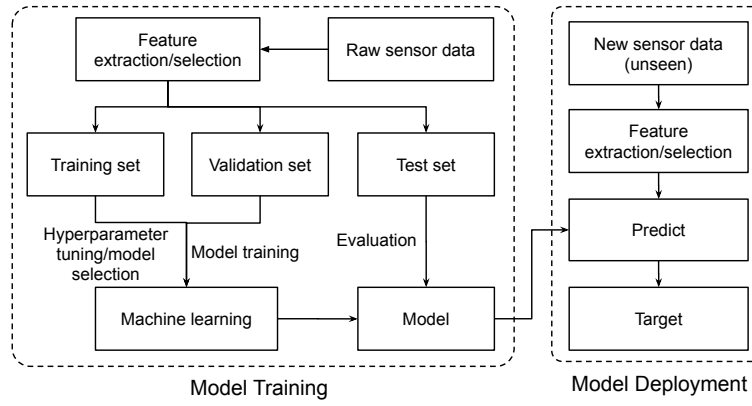 Feature
extraction/selection
Raw sensor data
Training set
Validation set
Test set
Hyperparameter
tuning/model
selection
Model training
Evaluation
Machine learning
Model
Model Training
New sensor data
(unseen)
Feature
extraction/selection
Predict
Target
Model Deployment